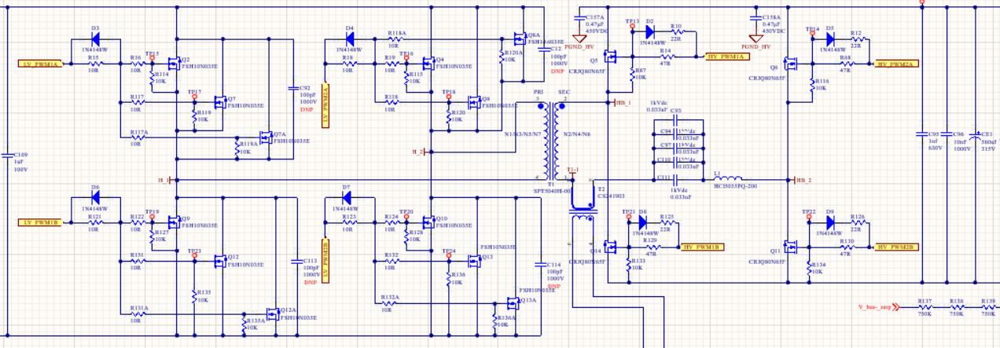 D3
1N4148W
LV_PWM1A
R15
10R
R16
10R
TP15
Q2
FSH10N035E
R114
10K
R117
10R
TP17
Q7
FSH10N035E
R119
10K
R117A
10R
R119A
10K
Q7A
FSH10N035E
C92
100pF
1000V
DNP
C109
1uF
100V
D4
1N4148W
R118A
10R
R18
10R
R19
10R
TP16
Q4
FSH10N035E
R115
10K
LV_PWM2A
R118
10R
TP18
Q8
FSH10N035E
R120
10K
Q8A
R120A
10K
C12
100pF
1000V
DNP
H_1
H_2
PRI
SEC
3
2
4
1
N1/N3/N5/N7
N2/N4/N6
T1
SPT5040H-00
T1-1
T2
CS241903
C157A
0.47uF
450VDC
PGND_HV
TP13
D2
1N4148W
R10
22R
R14
47R
HV_PWM1A
Q5
CRJQ80N65F
R87
10K
HB_1
C158A
0.47uF
450VDC
PGND_HV
TP14
D5
1N4148W
R12
22R
R68
47R
HV_PWM2A
Q6
CRJQ80N65F
R116
10K
1kVdc
0.033uF
C93
C94
0.033uF
C97
0.033uF
C110
0.033uF
C111
1kVdc
0.033uF
L1
HC15035PQ-200
HB_2
C95
1uf
630V
C96
10nF
1000V
CE1
560uF
315V
D6
1N4148W
LV_PWM1B
R121
10R
R122
10R
TP19
Q9
FSH10N035E
R127
10K
R131
10R
TP23
Q12
FSH10N035E
R135
10K
R131A
10R
R135A
10K
Q12A
FSH10N035E
C113
100pF
1000V
DNP
D7
1N4148W
R123
10R
R124
10R
TP20
Q10
FSH10N035E
R128
10K
LV_PWM2B
R132
10R
TP24
Q13
FSH10N035E
R136
10K
R132A
10R
R136A
10K
Q13A
FSH10N035E
C114
100pF
1000V
DNP
TP21
D8
1N4148W
R125
22R
R129
47R
HV_PWM1B
Q14
CRJQ80N65F
R133
10K
TP22
D9
1N4148W
R126
22R
R130
47R
HV_PWM2B
Q11
CRJQ80N65F
R134
10K
V_bus-_smp
R137
750K
R138
750K
R139
750K